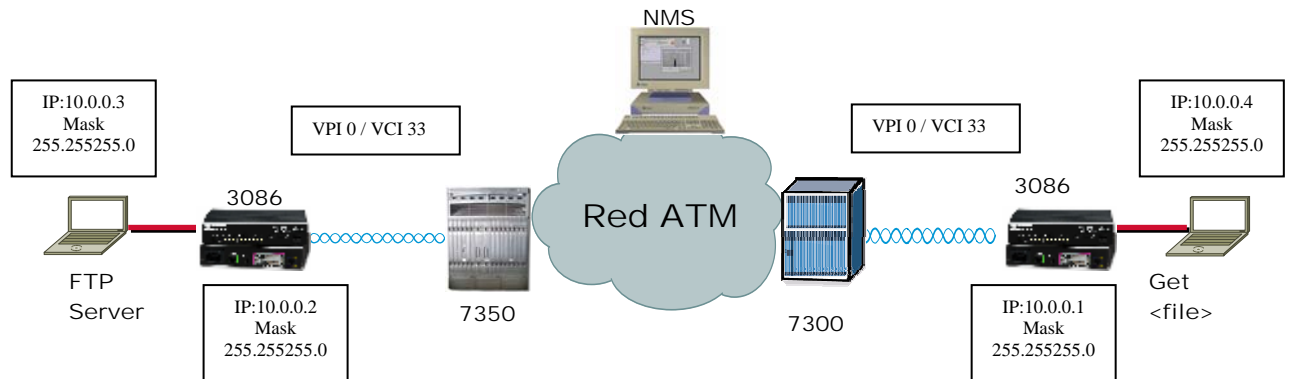 NMS
IP:10.0.0.3
Mask
255.255255.0
VPI 0 / VCI 33
VPI 0 / VCI 33
IP:10.0.0.4
Mask
255.255255.0
3086
3086
Red ATM
FTP
Server
7350
7300
Get
<file>
IP:10.0.0.2
Mask
255.255255.0
IP:10.0.0.1
Mask
255.255255.0